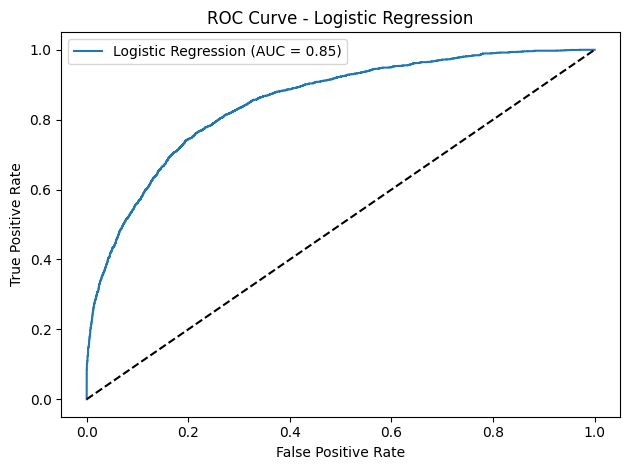 ROC Curve - Logistic Regression
Logistic Regression (AUC = 0.85)
True Positive Rate
1.0
0.8
0.6
0.4
0.2
0.0
0.0 0.2 0.4 0.6 0.8 1.0
False Positive Rate